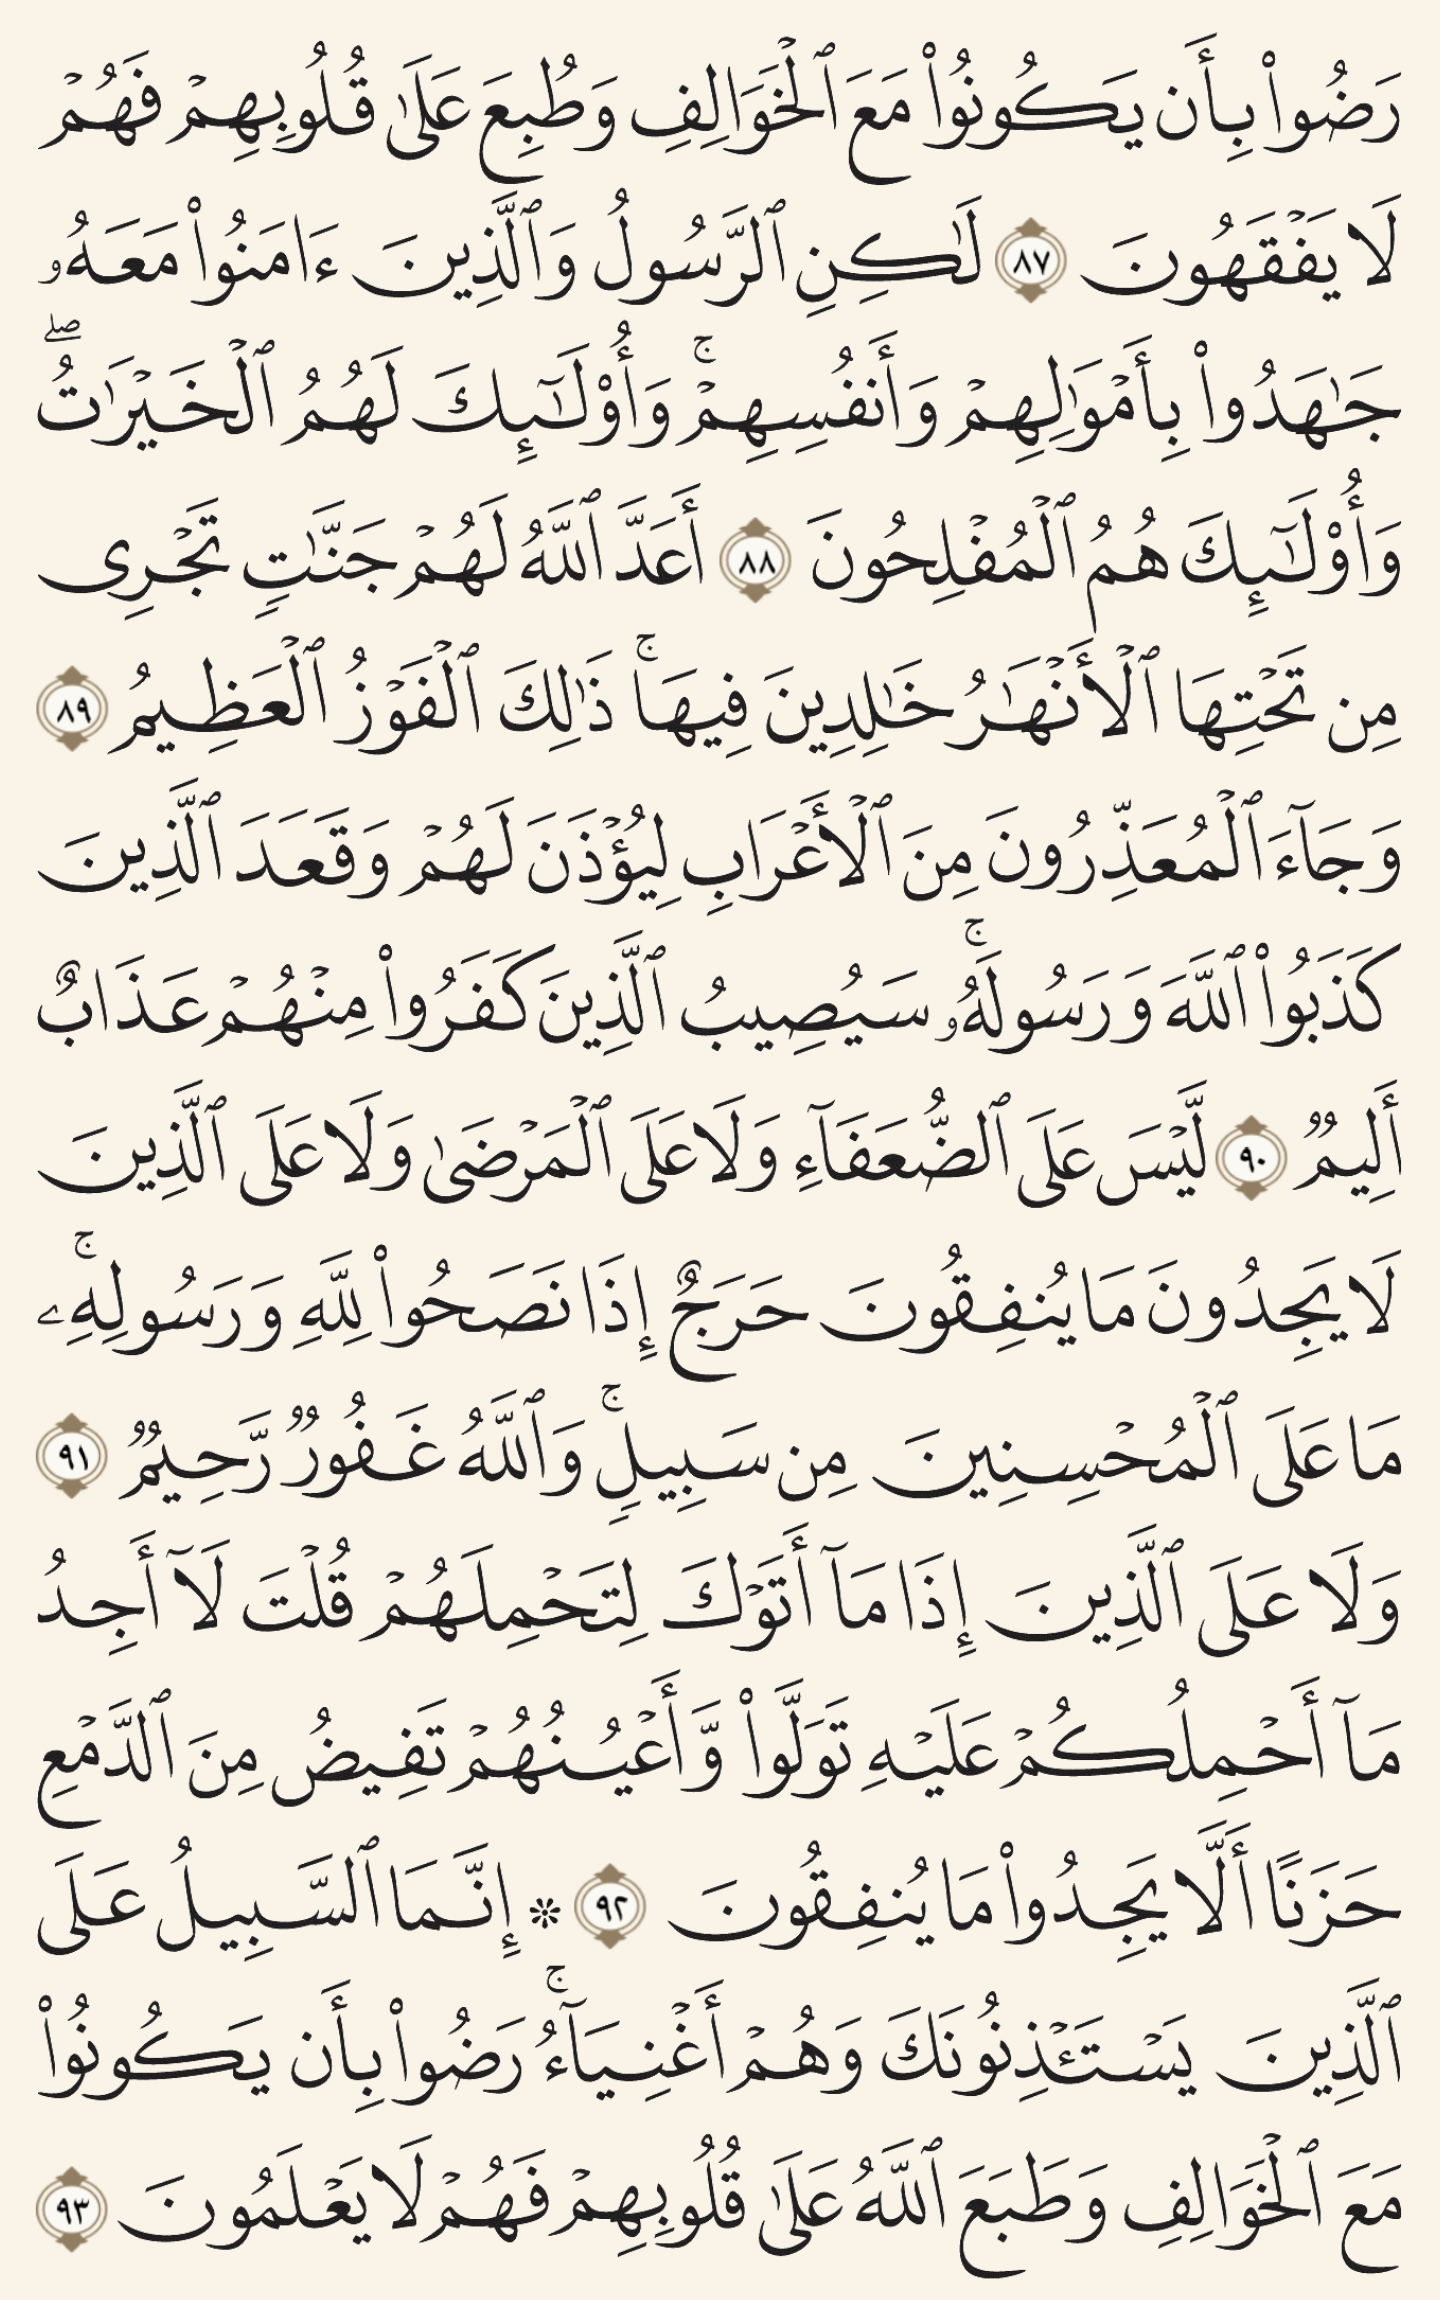 رَضُوا۟ بِأَن يَكُونُوا۟ مَعَ ٱلْخَوَالِفِ وَطُبِعَ عَلَىٰ قُلُوبِهِمْ فَهُمْ
لَا يَفْقَهُونَ ٨٧ لَٰكِنِ ٱلرَّسُولُ وَٱلَّذِينَ ءَامَنُوا۟ مَعَهُۥ
جَٰهَدُوا۟ بِأَمْوَٰلِهِمْ وَأَنفُسِهِمْ ۚ وَأُو۟لَٰٓئِكَ لَهُمُ ٱلْخَيْرَٰتُ ۖ
وَأُو۟لَٰٓئِكَ هُمُ ٱلْمُفْلِحُونَ ٨٨ أَعَدَّ ٱللَّهُ لَهُمْ جَنَّٰتٍ تَجْرِى
مِن تَحْتِهَا ٱلْأَنْهَٰرُ خَٰلِدِينَ فِيهَا ۚ ذَٰلِكَ ٱلْفَوْزُ ٱلْعَظِيمُ ٨٩
وَجَآءَ ٱلْمُعَذِّرُونَ مِنَ ٱلْأَعْرَابِ لِيُؤْذَنَ لَهُمْ وَقَعَدَ ٱلَّذِينَ
كَذَبُوا۟ ٱللَّهَ وَرَسُولَهُۥ ۚ سَيُصِيبُ ٱلَّذِينَ كَفَرُوا۟ مِنْهُمْ عَذَابٌ
أَلِيمٌ ٩٠ لَّيْسَ عَلَى ٱلضُّعَفَآءِ وَلَا عَلَى ٱلْمَرْضَىٰ وَلَا عَلَى ٱلَّذِينَ
لَا يَجِدُونَ مَا يُنفِقُونَ حَرَجٌ إِذَا نَصَحُوا۟ لِلَّهِ وَرَسُولِهِۦ ۚ
مَا عَلَى ٱلْمُحْسِنِينَ مِن سَبِيلٍ ۚ وَٱللَّهُ غَفُورٌ رَّحِيمٌ ٩١
وَلَا عَلَى ٱلَّذِينَ إِذَا مَآ أَتَوْكَ لِتَحْمِلَهُمْ قُلْتَ لَآ أَجِدُ
مَآ أَحْمِلُكُمْ عَلَيْهِ تَوَلَّوا۟ وَّأَعْيُنُهُمْ تَفِيضُ مِنَ ٱلدَّمْعِ
حَزَنًا أَلَّا يَجِدُوا۟ مَا يُنفِقُونَ ٩٢ ۞ إِنَّمَا ٱلسَّبِيلُ عَلَى
ٱلَّذِينَ يَسْتَـْٔذِنُونَكَ وَهُمْ أَغْنِيَآءُ ۚ رَضُوا۟ بِأَن يَكُونُوا۟
مَعَ ٱلْخَوَالِفِ وَطَبَعَ ٱللَّهُ عَلَىٰ قُلُوبِهِمْ فَهُمْ لَا يَعْلَمُونَ ٩٣